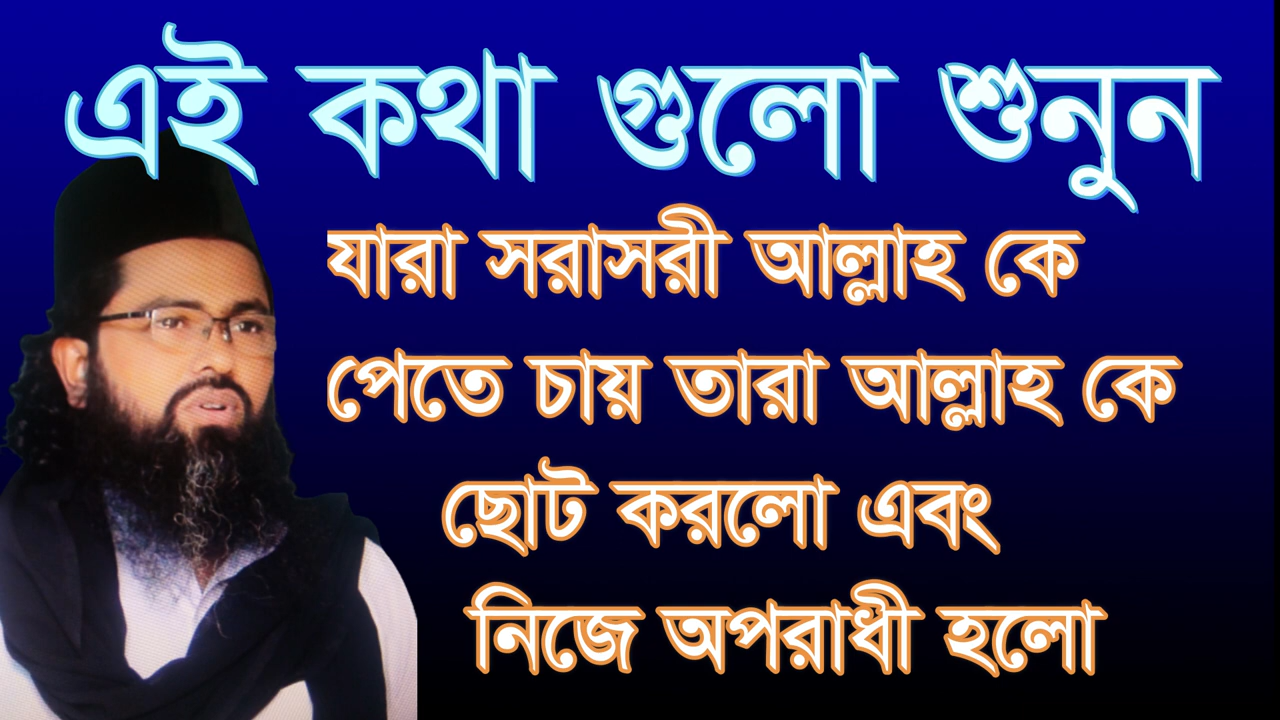 এই কথা গুলো শুনুন
যারা সরাসরী আল্লাহ কে
পেতে চায় তারা আল্লাহ কে
ছোট করলো এবং
নিজে অপরাধী হলো